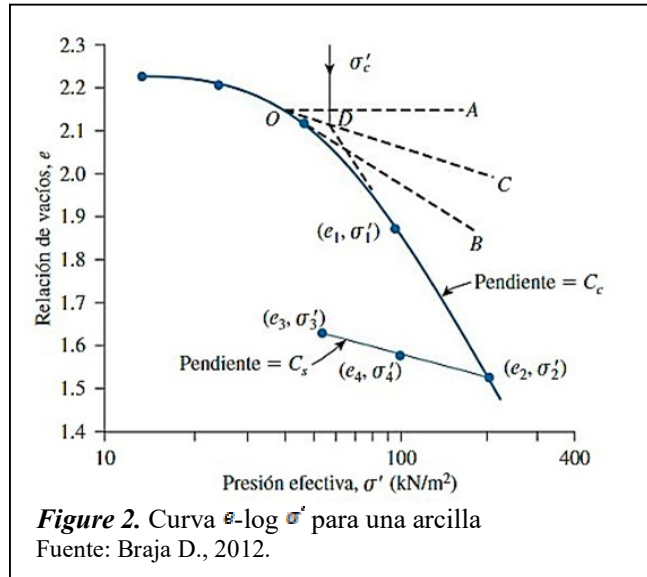 2.3
2.2
2.1
2.0
1.9
1.8
1.7
1.6
1.5
1.4
Relación de vacíos, e
σ′c
O
D
A
C
B
(e1, σ′1)
Pendiente = Cc
(e3, σ′3)
Pendiente = Cs
(e4, σ′4)
(e2, σ′2)
10
100
400
Presión efectiva, σ′ (kN/m²)
Figure 2. Curva e-log σ′ para una arcilla
Fuente: Braja D., 2012.